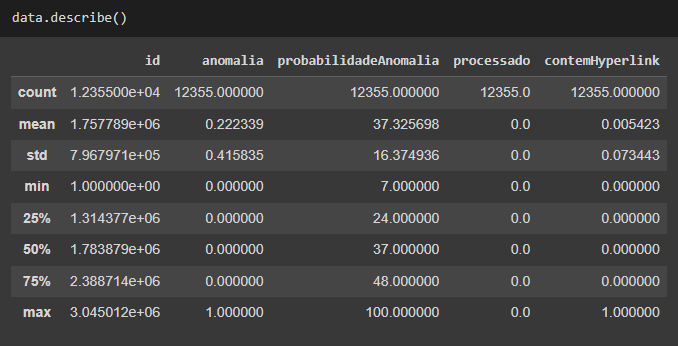 data.describe()
id anomalia probabilidadeAnomalia processado contemHyperlink
count 1.235500e+04 12355.000000 12355.000000 12355.0 12355.000000
mean 1.757789e+06 0.222339 37.325698 0.0 0.005423
std 7.967971e+05 0.415835 16.374936 0.0 0.073443
min 1.000000e+00 0.000000 7.000000 0.0 0.000000
25% 1.314377e+06 0.000000 24.000000 0.0 0.000000
50% 1.783879e+06 0.000000 37.000000 0.0 0.000000
75% 2.388714e+06 0.000000 48.000000 0.0 0.000000
max 3.045012e+06 1.000000 100.000000 0.0 1.000000